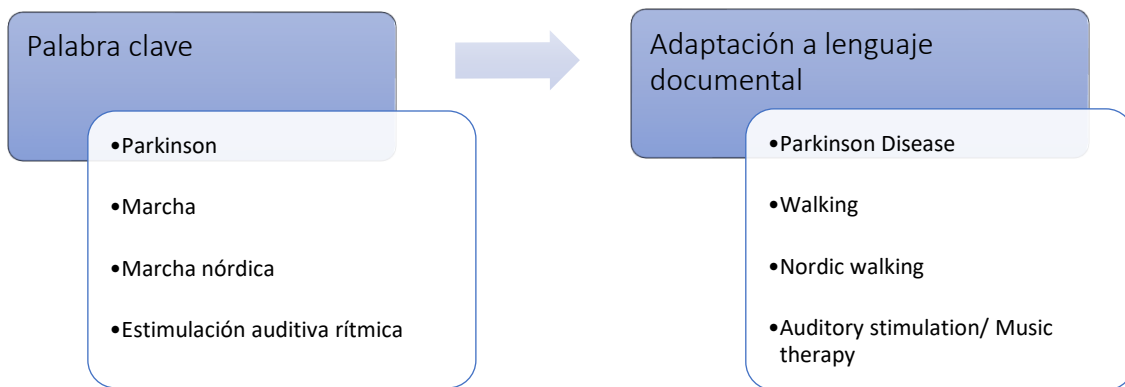 Palabra clave
•Parkinson
•Marcha
•Marcha nórdica
•Estimulación auditiva rítmica
Adaptación a lenguaje
documental
•Parkinson Disease
•Walking
•Nordic walking
•Auditory stimulation/ Music
therapy